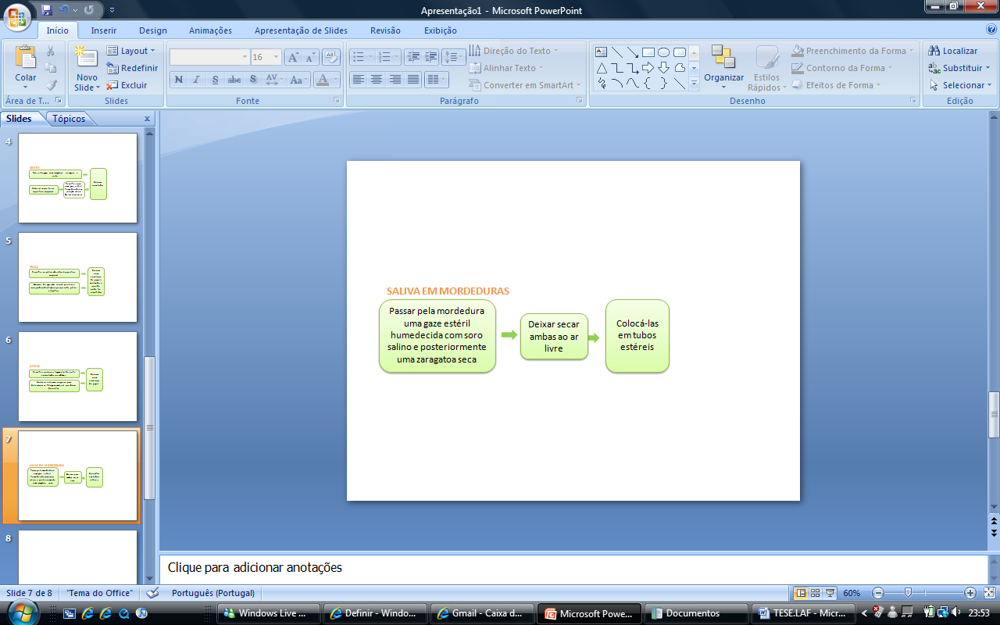 Apresentação1 - Microsoft PowerPoint
Início Inserir Design Animações Apresentação de Slides Revisão Exibição
Colar
Área de T...
Novo
Slide
Layout
Redefinir
Excluir
Slides
16
N I S abc S AV Aa A
Fonte
Direção do Texto
Alinhar Texto
Converter em SmartArt
Parágrafo
Organizar
Estilos
Rápidos
Preenchimento da Forma
Contorno da Forma
Efeitos de Forma
Desenho
Localizar
Substituir
Selecionar
Edição
Slides Tópicos x
4
5
6
7
8
SALIVA EM MORDEDURAS
Passar pela mordedura
uma gaze estéril
humedecida com soro
salino e posteriormente
uma zaragatoa seca
Deixar secar
ambas ao ar
livre
Colocá-las
em tubos
estéreis
Clique para adicionar anotações
Slide 7 de 8 "Tema do Office" Português (Portugal) 60%
Windows Live ... Definir - Windo... Gmail - Caixa d... Microsoft Powe... Documentos TESE.LAF - Micr... 23:53